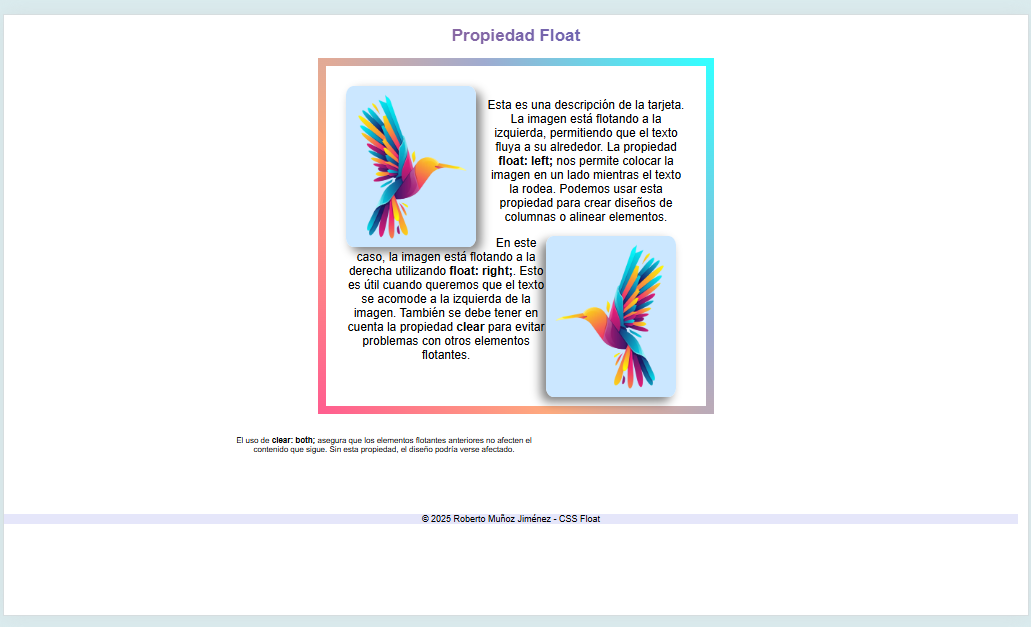 Propiedad Float
Esta es una descripción de la tarjeta.
La imagen está flotando a la
izquierda, permitiendo que el texto
fluya a su alrededor. La propiedad
float: left; nos permite colocar la
imagen en un lado mientras el texto
la rodea. Podemos usar esta
propiedad para crear diseños de
columnas o alinear elementos.
En este
caso, la imagen está flotando a la
derecha utilizando float: right;. Esto
es útil cuando queremos que el texto
se acomode a la izquierda de la
imagen. También se debe tener en
cuenta la propiedad clear para evitar
problemas con otros elementos
flotantes.
El uso de clear: both; asegura que los elementos flotantes anteriores no afecten el
contenido que sigue. Sin esta propiedad, el diseño podría verse afectado.
© 2025 Roberto Muñoz Jiménez - CSS Float